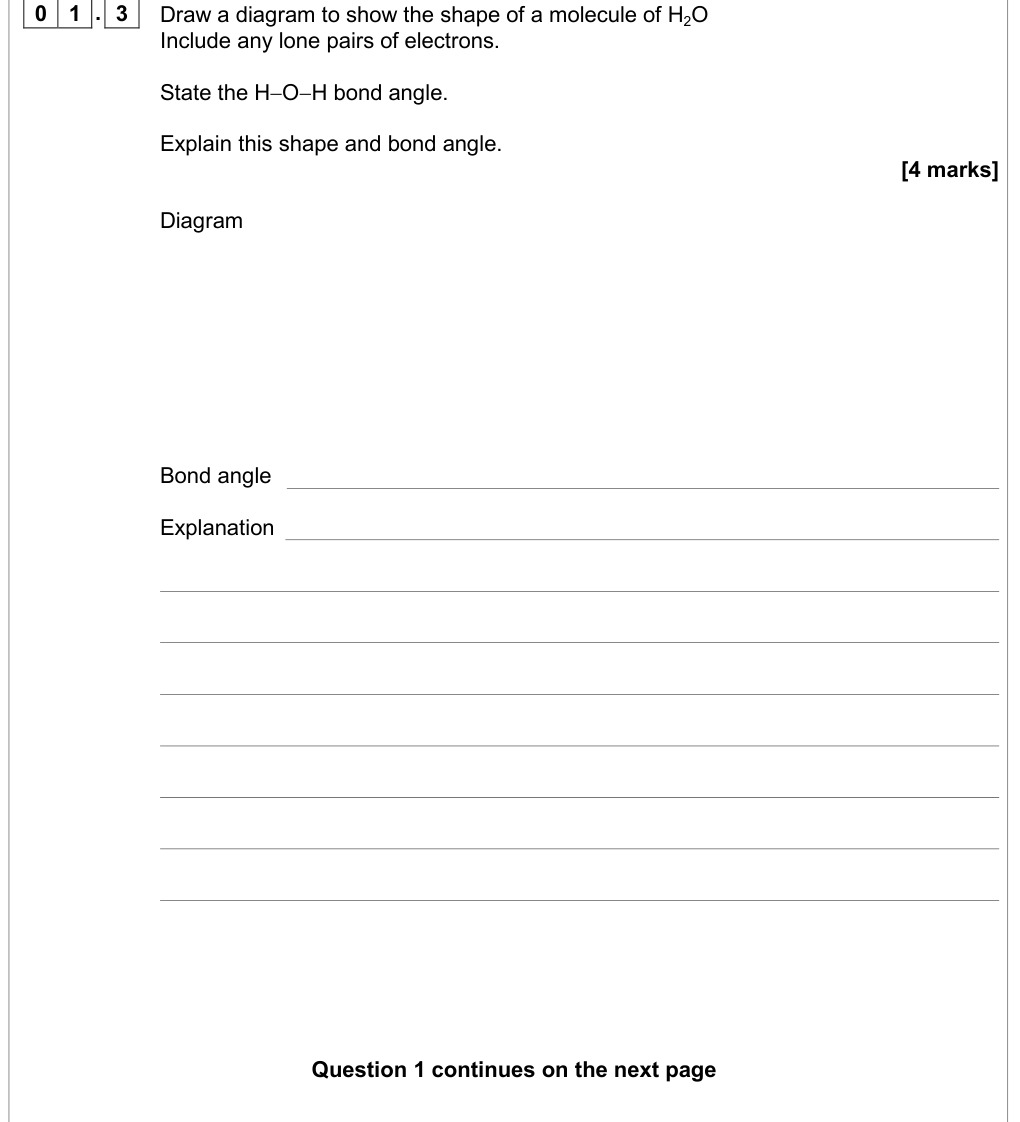 01.3 Draw a diagram to show the shape of a molecule of H₂O
Include any lone pairs of electrons.
State the H–O–H bond angle.
Explain this shape and bond angle.
[4 marks]
Diagram
Bond angle
Explanation
Question 1 continues on the next page